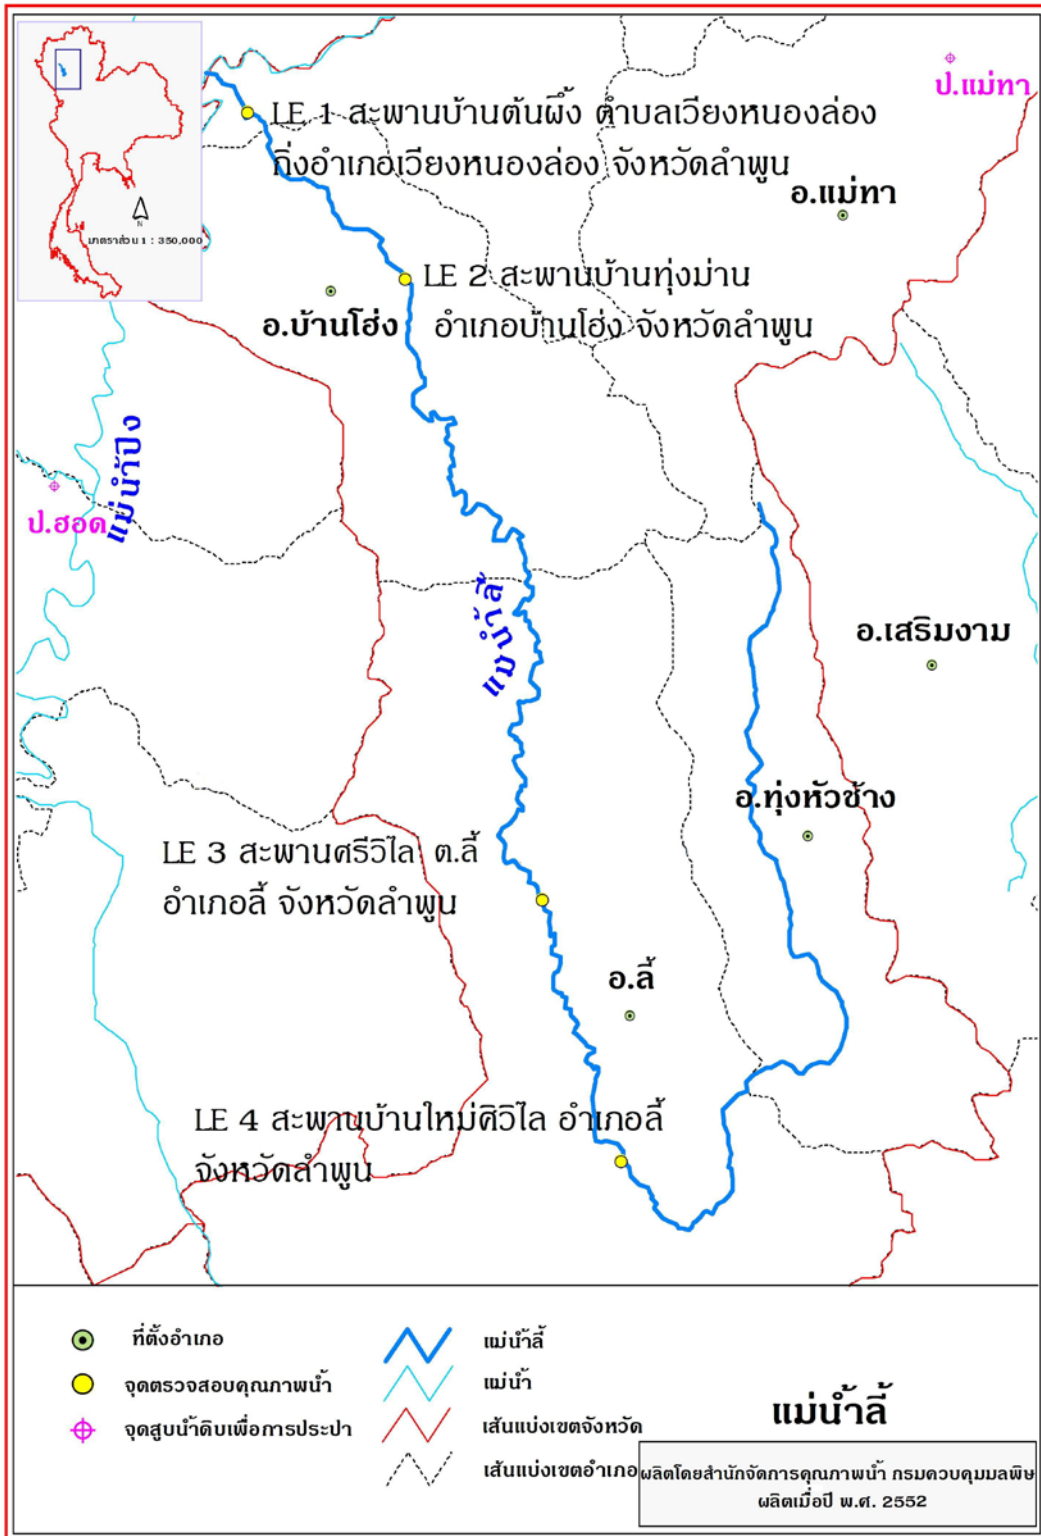 N
มาตราส่วน 1 : 350,000
ป.แม่ทา
LE 1 สะพานบ้านต้นผึ้ง ตำบลเวียงหนองล่อง
กิ่งอำเภอเวียงหนองล่อง จังหวัดลำพูน
อ.แม่ทา
LE 2 สะพานบ้านทุ่งม่าน
อำเภอบ้านโฮ่ง จังหวัดลำพูน
อ.บ้านโฮ่ง
แม่น้ำปิง
ป.ฮอด
แม่น้ำลี้
อ.เสริมงาม
อ.ทุ่งหัวช้าง
LE 3 สะพานศรีวิไล ต.ลี้
อำเภอลี้ จังหวัดลำพูน
อ.ลี้
LE 4 สะพานบ้านใหม่ศิวิไล อำเภอลี้
จังหวัดลำพูน
ที่ตั้งอำเภอ
จุดตรวจสอบคุณภาพน้ำ
จุดสูบน้ำดิบเพื่อการประปา
แม่น้ำลี้
แม่น้ำ
เส้นแบ่งเขตจังหวัด
เส้นแบ่งเขตอำเภอ
แม่น้ำลี้
ผลิตโดยสำนักจัดการคุณภาพน้ำ กรมควบคุมมลพิษ
ผลิตเมื่อปี พ.ศ. 2552